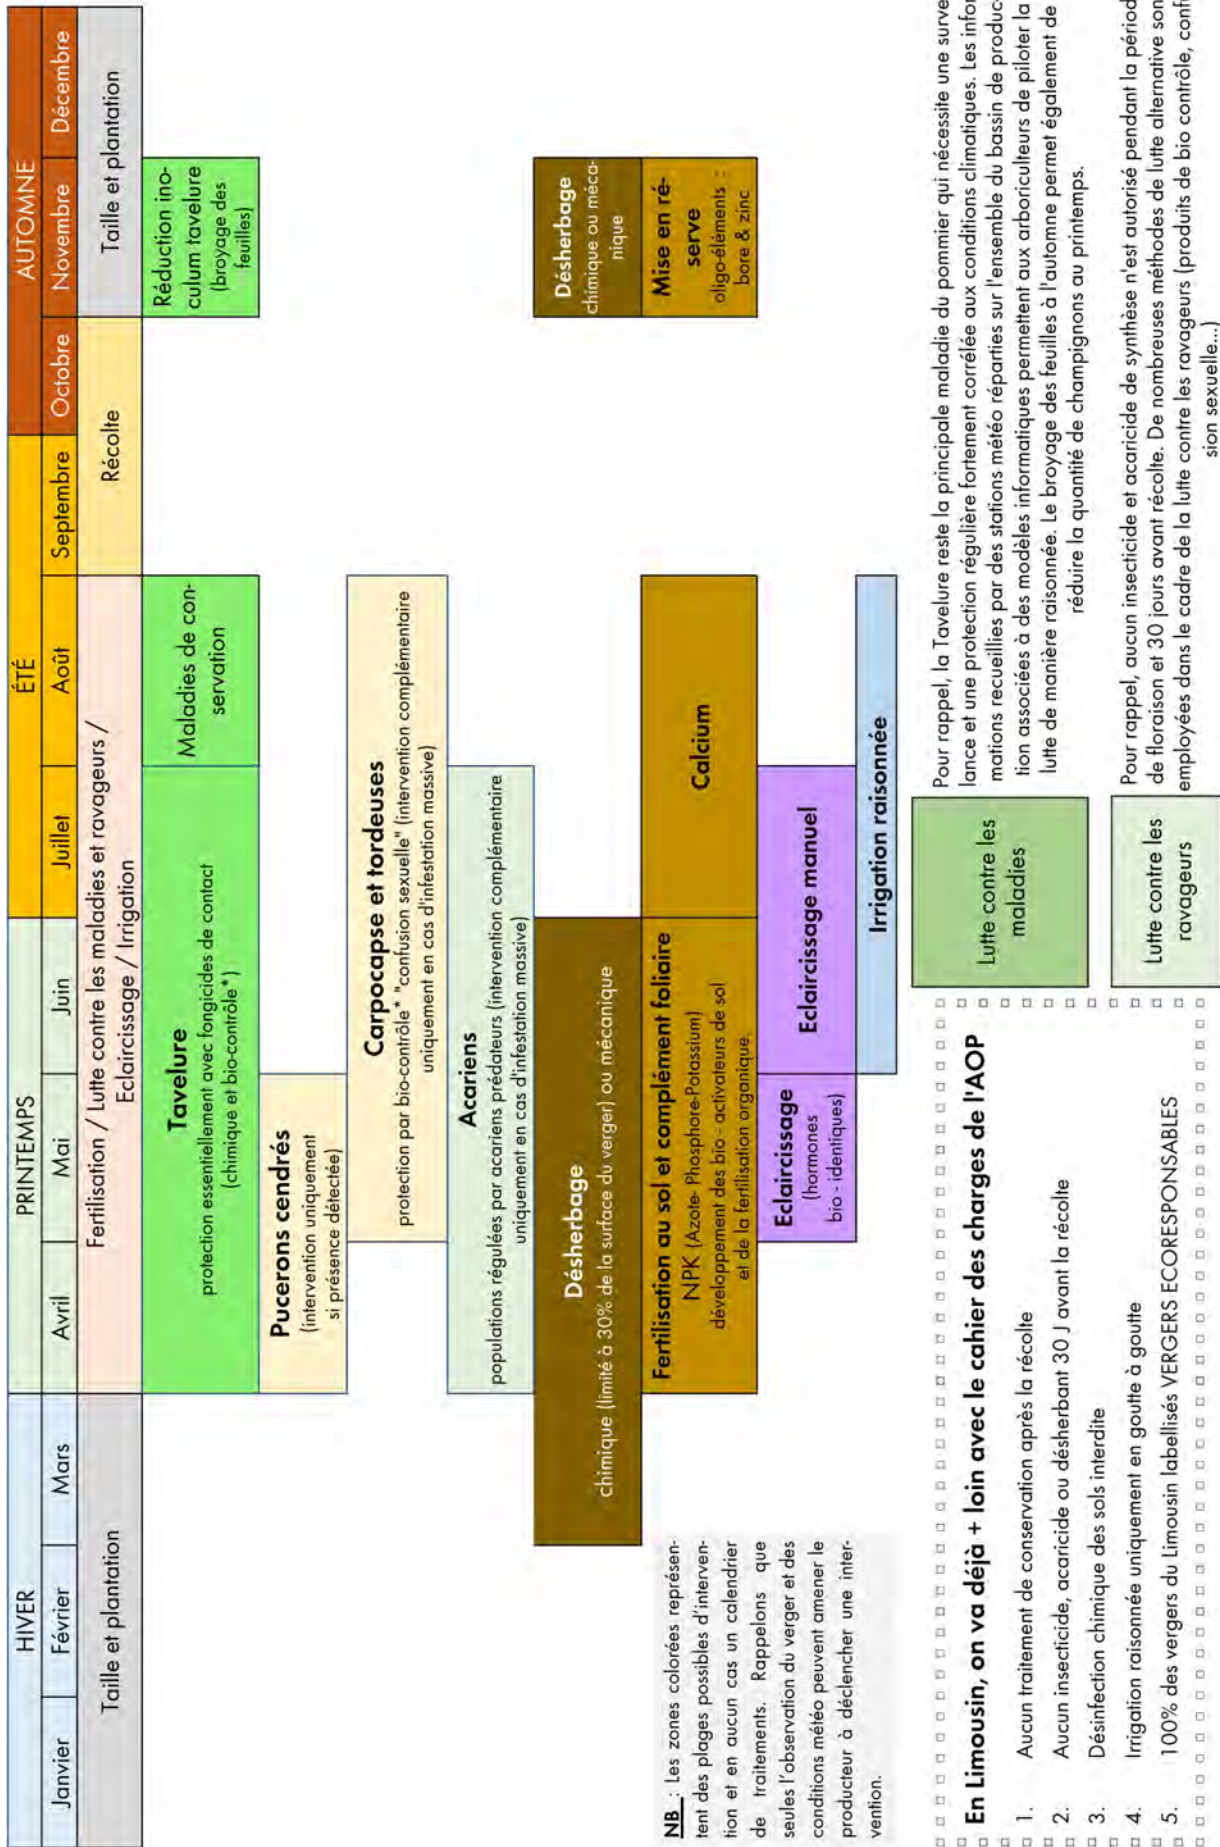 HIVER
PRINTEMPS
ÉTÉ
AUTOMNE
Janvier
Février
Mars
Avril
Mai
Juin
Juillet
Août
Septembre
Octobre
Novembre
Décembre
Taille et plantation
Fertilisation / Lutte contre les maladies et ravageurs /
Eclaircissage / Irrigation
Récolte
Taille et plantation
Tavelure
protection essentiellement avec fongicides de contact
(chimique et bio-contrôle*)
Maladies de con-
servation
Réduction ino-
culum tavelure
(broyage des
feuilles)
Pucerons cendrés
(intervention uniquement
si présence détectée)
Carpocapse et tordeuses
protection par bio-contrôle* "confusion sexuelle" (intervention complémentaire
uniquement en cas d'infestation massive)
Acariens
populations régulées par acariens prédateurs (intervention complémentaire
uniquement en cas d'infestation massive)
Désherbage
chimique (limité à 30% de la surface du verger) ou mécanique
Désherbage
chimique ou méca-
nique
Fertilisation au sol et complément foliaire
NPK (Azote- Phosphore-Potassium)
développement des bio - activateurs de sol
et de la fertilisation organique.
Calcium
Mise en ré-
serve
oligo-éléments :
bore & zinc
Eclaircissage
(hormones
bio - identiques)
Eclaircissage manuel
Irrigation raisonnée
NB : Les zones colorées représen-
tent des plages possibles d'interven-
tion et en aucun cas un calendrier
de traitements. Rappelons que
seules l'observation du verger et des
conditions météo peuvent amener le
producteur à déclencher une inter-
vention.
En Limousin, on va déjà + loin avec le cahier des charges de l'AOP
1. Aucun traitement de conservation après la récolte
2. Aucun insecticide, acaricide ou désherbant 30 J avant la récolte
3. Désinfection chimique des sols interdite
4. Irrigation raisonnée uniquement en goutte à goutte
5. 100% des vergers du Limousin labellisés VERGERS ECORESPONSABLES
Lutte contre les
maladies
Pour rappel, la Tavelure reste la principale maladie du pommier qui nécessite une surve
lance et une protection régulière fortement corrélée aux conditions climatiques. Les infor
mations recueillies par des stations météo réparties sur l'ensemble du bassin de produc-
tion associées à des modèles informatiques permettent aux arboriculteurs de piloter la
lutte de manière raisonnée. Le broyage des feuilles à l'automne permet également de
réduire la quantité de champignons au printemps.
Lutte contre les
ravageurs
Pour rappel, aucun insecticide et acaricide de synthèse n'est autorisé pendant la périod
de floraison et 30 jours avant récolte. De nombreuses méthodes de lutte alternative son
employées dans le cadre de la lutte contre les ravageurs (produits de bio contrôle, conf
sion sexuelle...)